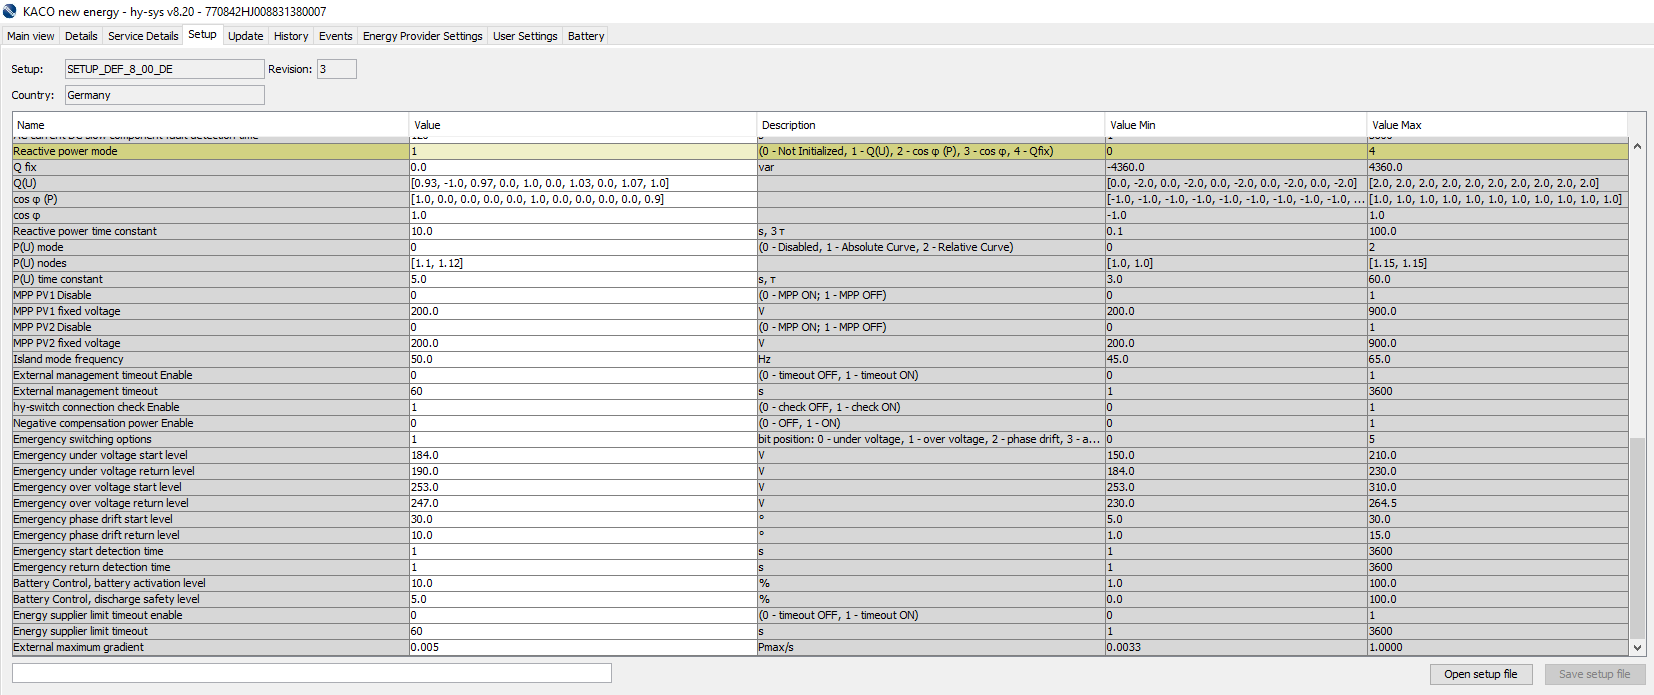 KACO new energy - hy-sys v8.20 - 770842HJ008831380007
Main view Details Service Details Setup Update History Events Energy Provider Settings User Settings Battery
Setup: SETUP_DEF_8_00_DE Revision: 3
Country: Germany
Name Value Description Value Min Value Max
Reactive power mode 1 (0 - Not Initialized, 1 - Q(U), 2 - cos φ (P), 3 - cos φ, 4 - Qfix) 0 4
Q fix 0.0 var -4360.0 4360.0
Q(U) [0.93, -1.0, 0.97, 0.0, 1.0, 0.0, 1.03, 0.0, 1.07, 1.0] [0.0, -2.0, 0.0, -2.0, 0.0, -2.0, 0.0, -2.0, 0.0, -2.0] [2.0, 2.0, 2.0, 2.0, 2.0, 2.0, 2.0, 2.0, 2.0, 2.0]
cos φ (P) [1.0, 0.0, 0.0, 0.0, 0.0, 1.0, 0.0, 0.0, 0.0, 0.0, 0.9] [-1.0, -1.0, -1.0, -1.0, -1.0, -1.0, -1.0, -1.0, -1.0, ... [1.0, 1.0, 1.0, 1.0, 1.0, 1.0, 1.0, 1.0, 1.0, 1.0, 1.0]
cos φ 1.0 -1.0 1.0
Reactive power time constant 10.0 s, 3 τ 0.1 100.0
P(U) mode 0 (0 - Disabled, 1 - Absolute Curve, 2 - Relative Curve) 0 2
P(U) nodes [1.1, 1.12] [1.0, 1.0] [1.15, 1.15]
P(U) time constant 5.0 s, τ 3.0 60.0
MPP PV1 Disable 0 (0 - MPP ON; 1 - MPP OFF) 0 1
MPP PV1 fixed voltage 200.0 V 200.0 900.0
MPP PV2 Disable 0 (0 - MPP ON; 1 - MPP OFF) 0 1
MPP PV2 fixed voltage 200.0 V 200.0 900.0
Island mode frequency 50.0 Hz 45.0 65.0
External management timeout Enable 0 (0 - timeout OFF, 1 - timeout ON) 0 1
External management timeout 60 s 1 3600
hy-switch connection check Enable 1 (0 - check OFF, 1 - check ON) 0 1
Negative compensation power Enable 0 (0 - OFF, 1 - ON) 0 1
Emergency switching options 1 bit position: 0 - under voltage, 1 - over voltage, 2 - phase drift, 3 - a... 0 5
Emergency under voltage start level 184.0 V 150.0 210.0
Emergency under voltage return level 190.0 V 184.0 230.0
Emergency over voltage start level 253.0 V 253.0 310.0
Emergency over voltage return level 247.0 V 230.0 264.5
Emergency phase drift start level 30.0 ° 5.0 30.0
Emergency phase drift return level 10.0 ° 1.0 15.0
Emergency start detection time 1 s 1 3600
Emergency return detection time 1 s 1 3600
Battery Control, battery activation level 10.0 % 1.0 100.0
Battery Control, discharge safety level 5.0 % 0.0 100.0
Energy supplier limit timeout enable 0 (0 - timeout OFF, 1 - timeout ON) 0 1
Energy supplier limit timeout 60 s 1 3600
External maximum gradient 0.005 Pmax/s 0.0033 1.0000
Open setup file Save setup file